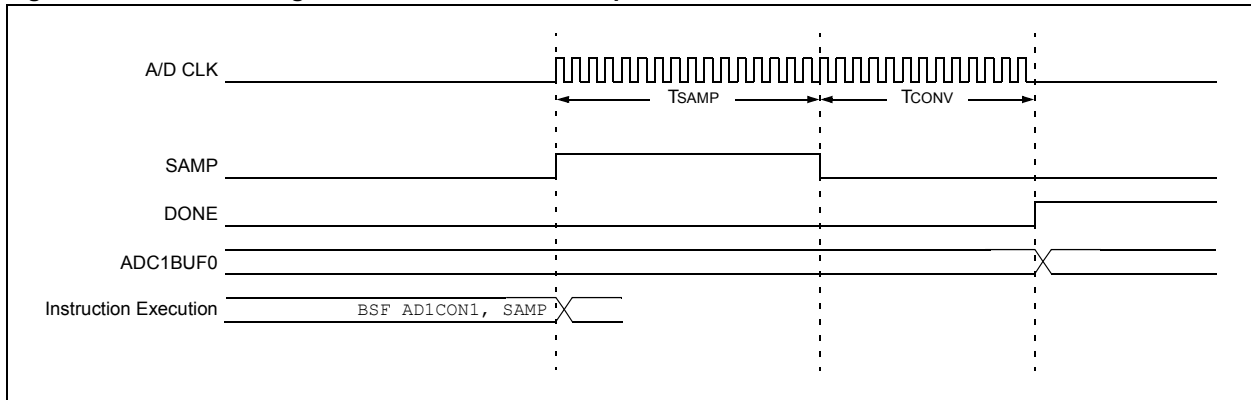 A/D CLK
TSAMP TCONV
SAMP
DONE
ADC1BUF0
Instruction Execution BSF AD1CON1, SAMP